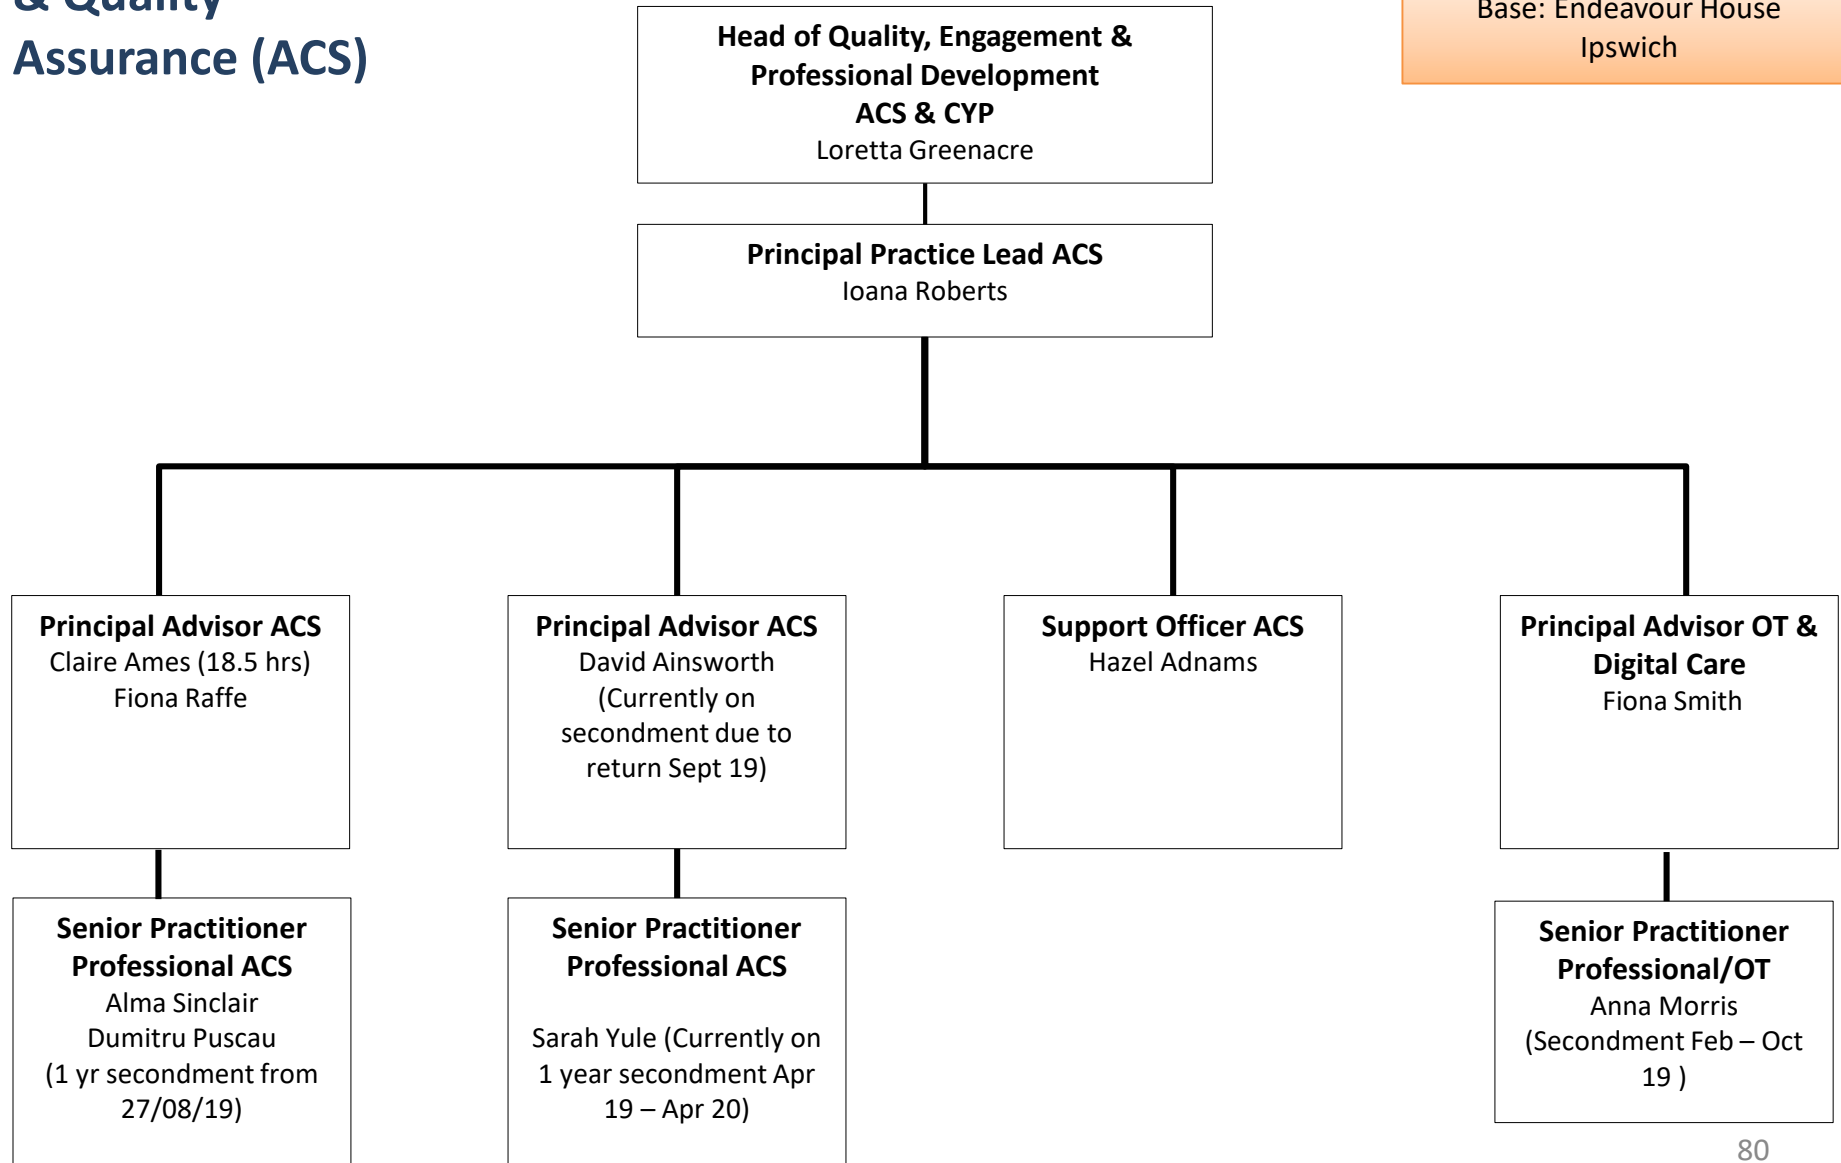 & Quality
Assurance (ACS)
Base: Endeavour House
Ipswich
Head of Quality, Engagement &
Professional Development
ACS & CYP
Loretta Greenacre
Principal Practice Lead ACS
Ioana Roberts
Principal Advisor ACS
Claire Ames (18.5 hrs)
Fiona Raffe
Principal Advisor ACS
David Ainsworth
(Currently on
secondment due to
return Sept 19)
Support Officer ACS
Hazel Adnams
Principal Advisor OT &
Digital Care
Fiona Smith
Senior Practitioner
Professional ACS
Alma Sinclair
Dumitru Puscau
(1 yr secondment from
27/08/19)
Senior Practitioner
Professional ACS
Sarah Yule (Currently on
1 year secondment Apr
19 – Apr 20)
Senior Practitioner
Professional/OT
Anna Morris
(Secondment Feb – Oct
19 )
80